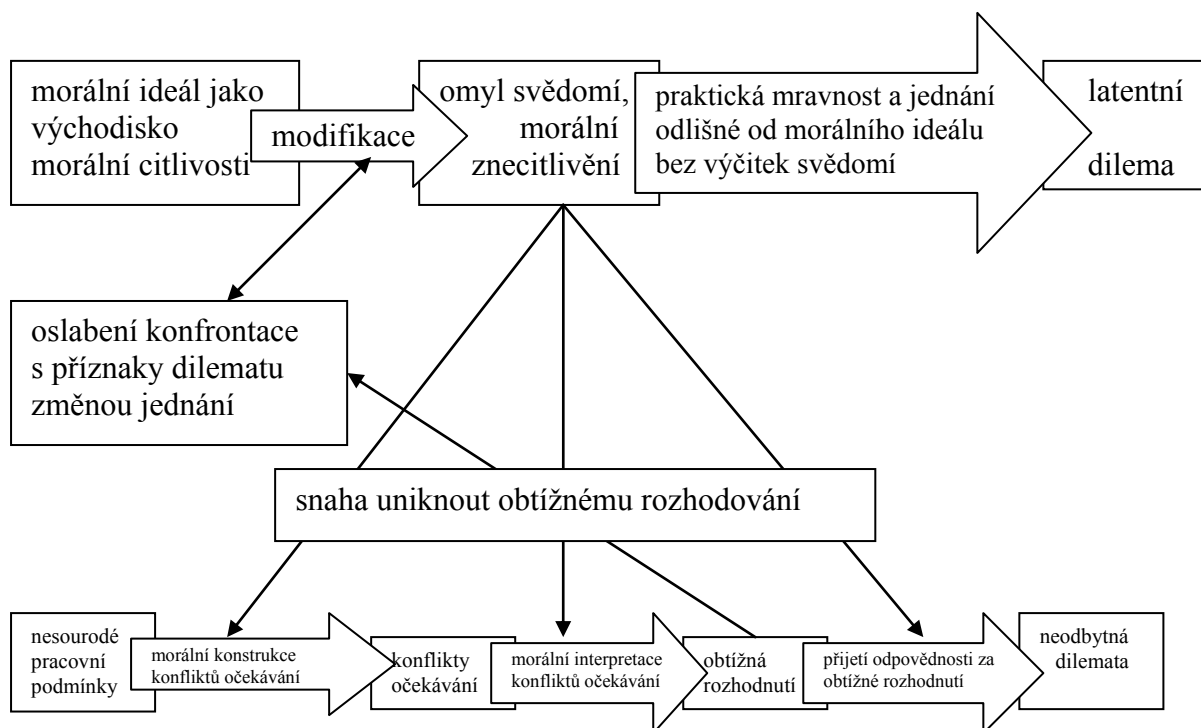 morální ideál jako
východisko
morální citlivosti
modifikace
omyl svědomí,
morální
znecitlivění
praktická mravnost a jednání
odlišné od morálního ideálu
bez výčitek svědomí
latentní
dilema
oslabení konfrontace
s příznaky dilematu
změnou jednání
snaha uniknout obtížnému rozhodování
nesourodé
pracovní
podmínky
morální konstrukce
konfliktů očekávání
konflikty
očekávání
morální interpretace
konfliktů očekávání
obtížná
rozhodnutí
přijetí odpovědnosti za
obtížné rozhodnutí
neodbytná
dilemata